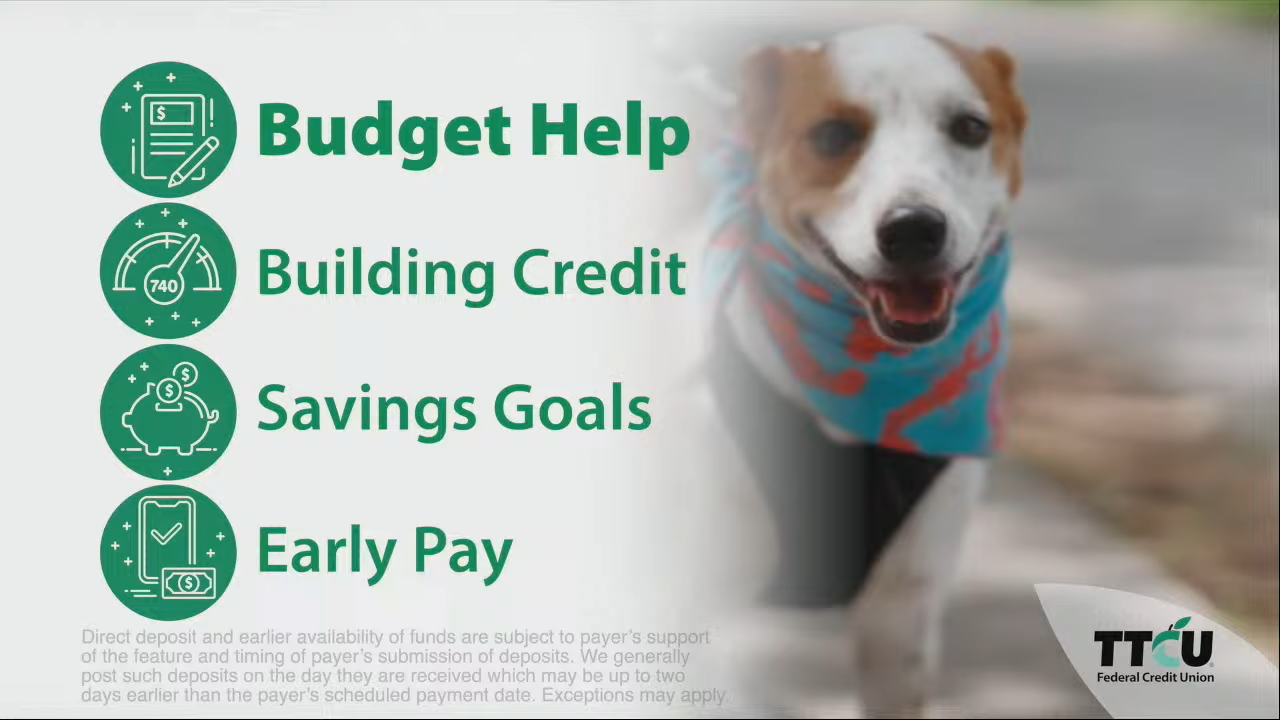 $
Budget Help
740
Building Credit
$
$
Savings Goals
$
Early Pay
Direct deposit and earlier availability of funds are subject to payer's support
of the feature and timing of payer's submission of deposits. We generally
post such deposits on the day they are received which may be up to two
days earlier than the payer's scheduled payment date. Exceptions may apply.
TTCU
Federal Credit Union